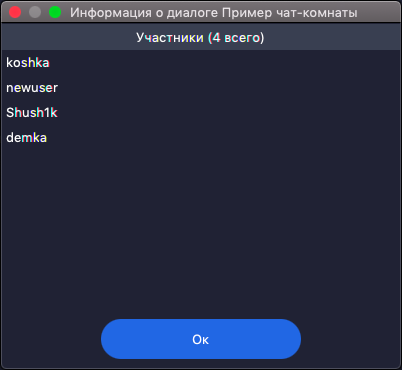 Информация о диалоге Пример чат-комнаты
Участники (4 всего)
koshka
newuser
Shush1k
demka
Ок